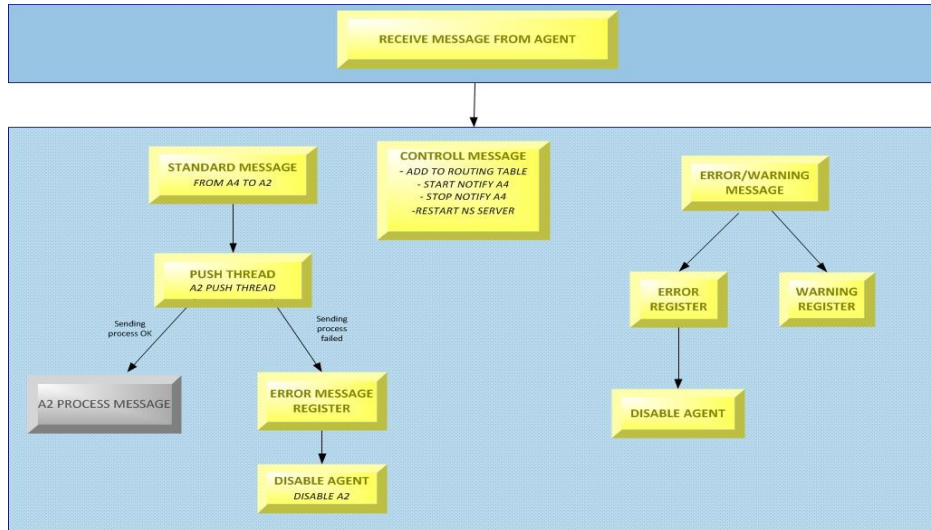 RECEIVE MESSAGE FROM AGENT
STANDARD MESSAGE
FROM A4 TO A2
CONTROLL MESSAGE
- ADD TO ROUTING TABLE
- START NOTIFY A4
- STOP NOTIFY A4
-RESTART NS SERVER
ERROR/WARNING
MESSAGE
PUSH THREAD
A2 PUSH THREAD
ERROR
REGISTER
WARNING
REGISTER
Sending
process OK
Sending
process
failed
A2 PROCESS MESSAGE
ERROR MESSAGE
REGISTER
DISABLE AGENT
DISABLE AGENT
DISABLE A2